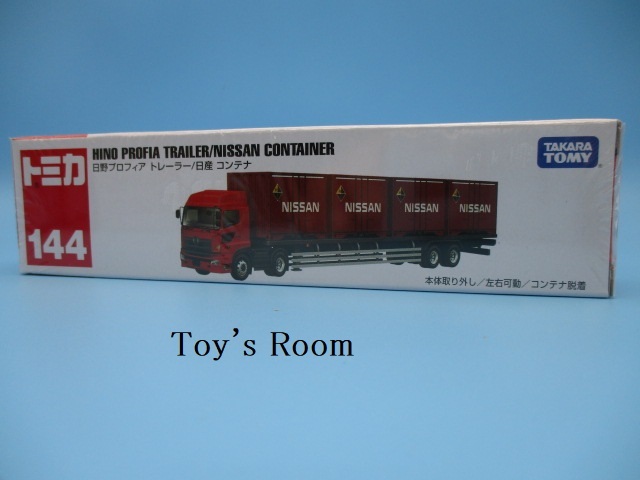 HINO PROFIA TRAILER/NISSAN CONTAINER
日野プロフィア トレーラー/日産 コンテナ
トミカ
144
TAKARA
TOMY
NISSAN NISSAN NISSAN NISSAN
本体取り外し/左右可動/コンテナ脱着
Toy's Room